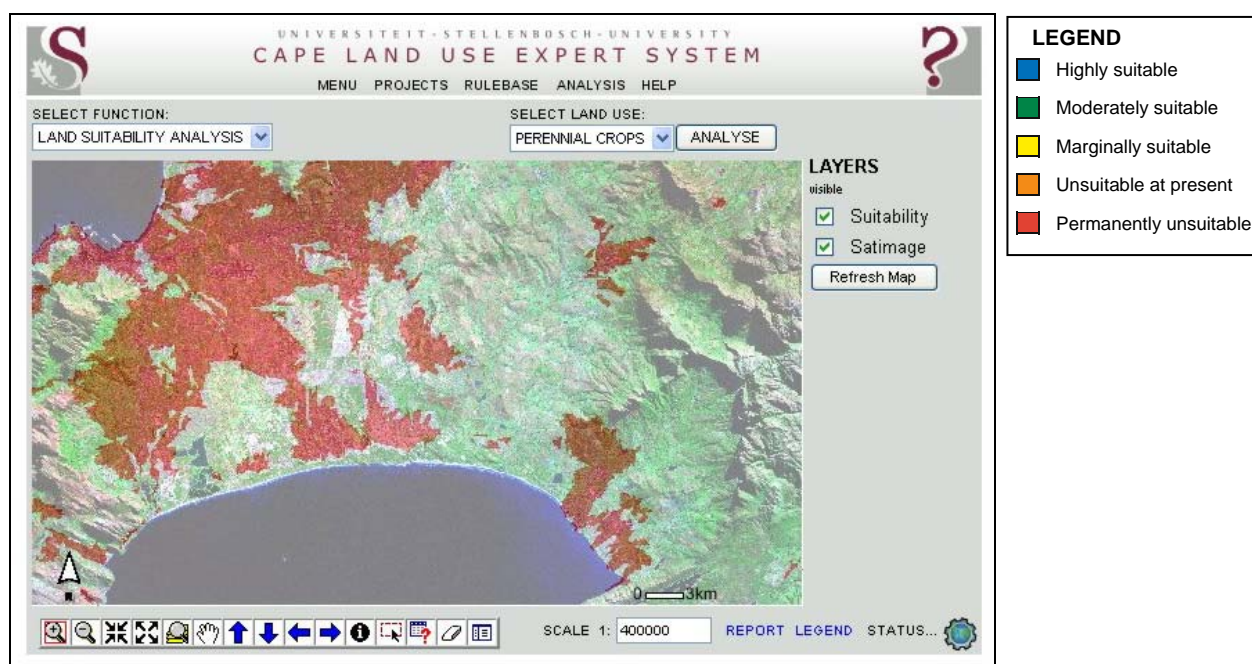 UNIVERSITEIT-STELLENBOSCH-UNIVERSITY
CAPE LAND USE EXPERT SYSTEM
MENU PROJECTS RULEBASE ANALYSIS HELP
SELECT FUNCTION:
LAND SUITABILITY ANALYSIS
SELECT LAND USE:
PERENNIAL CROPS
ANALYSE
LAYERS
visible
Suitability
Satimage
Refresh Map
0 3km
SCALE 1: 400000 REPORT LEGEND STATUS...
LEGEND
Highly suitable
Moderately suitable
Marginally suitable
Unsuitable at present
Permanently unsuitable